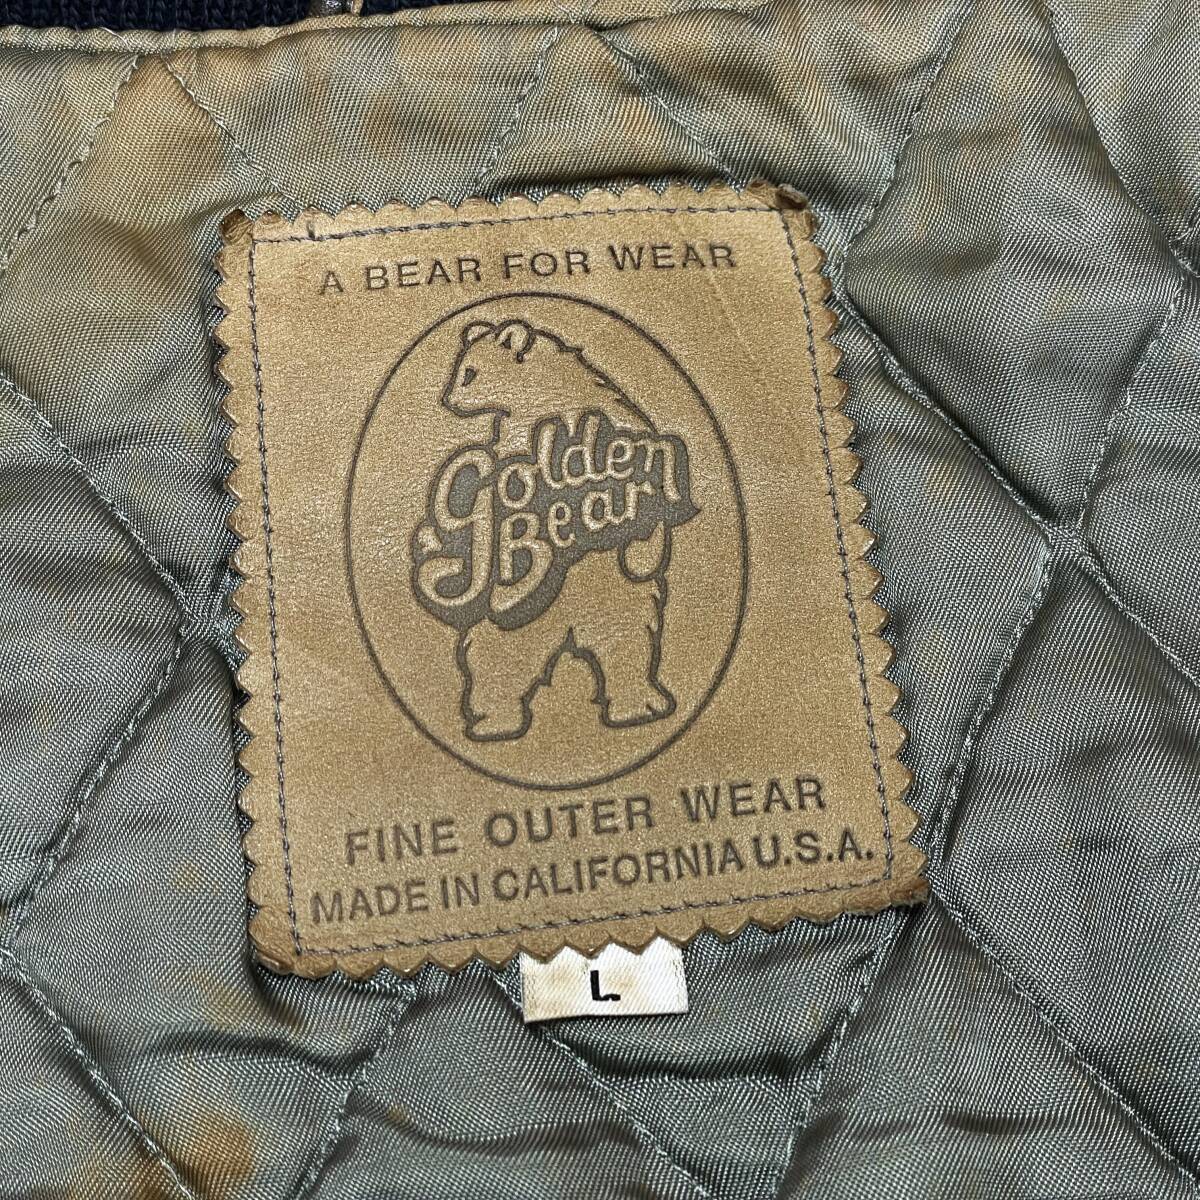 A BEAR FOR WEAR
Golden
Bear
FINE OUTER WEAR
MADE IN CALIFORNIA U.S.A.
L